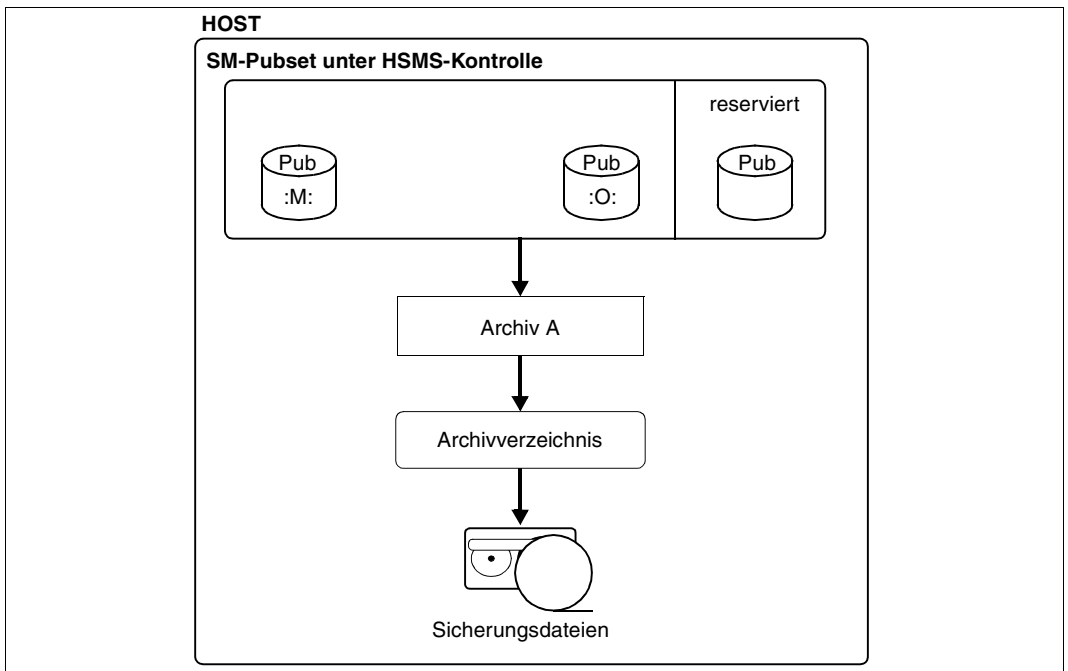 HOST
SM-Pubset unter HSMS-Kontrolle
reserviert
Pub
:M:
Pub
:O:
Pub
Archiv A
Archivverzeichnis
Sicherungsdateien